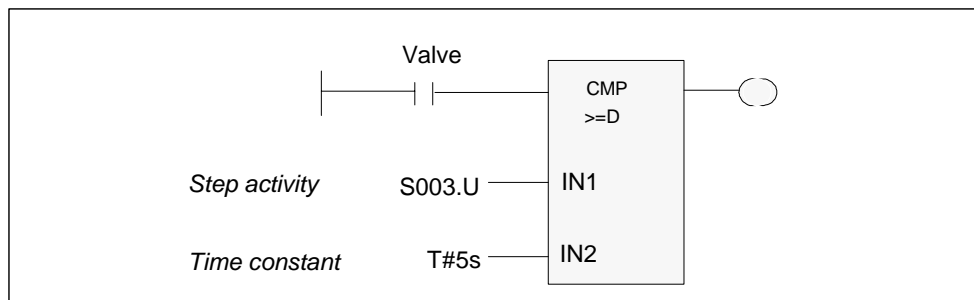 Valve
CMP
>=D
Step activity S003.U IN1
Time constant T#5s IN2